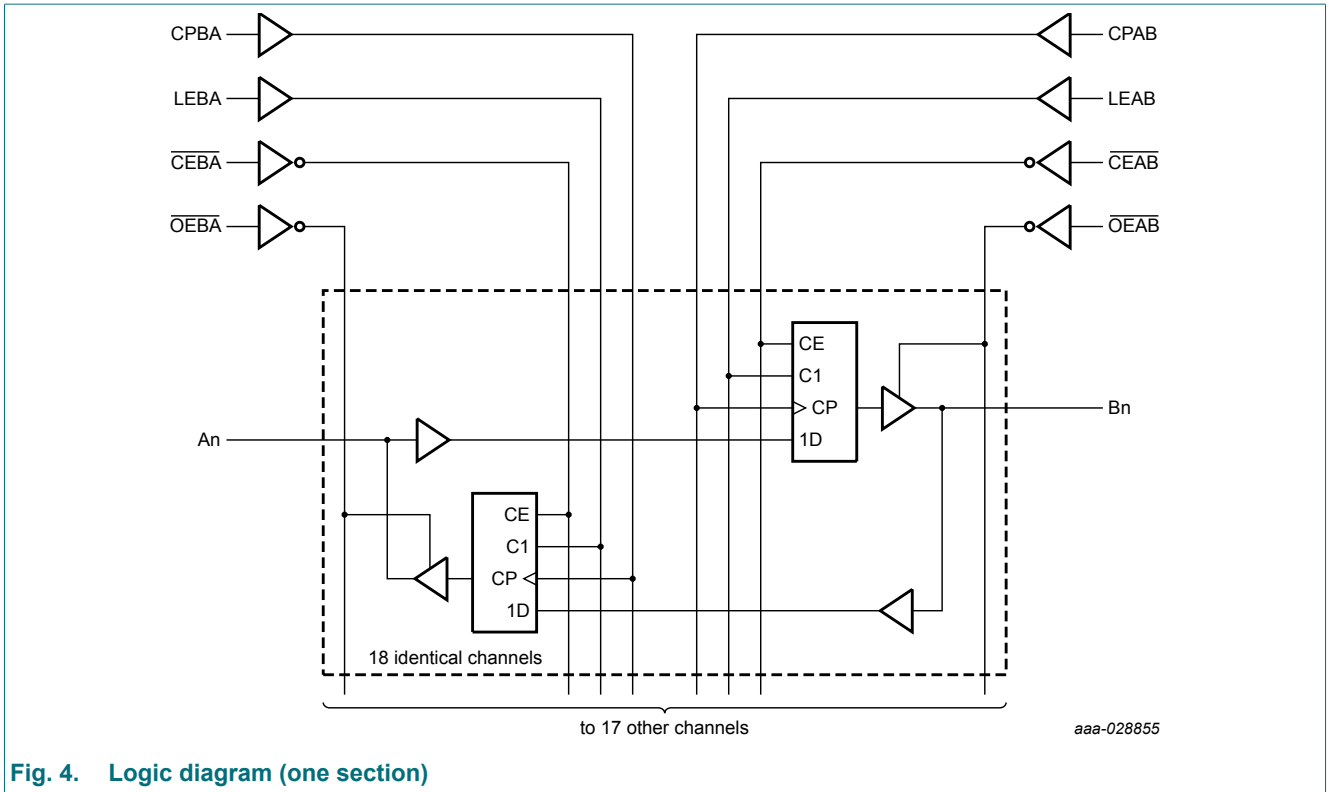 CPBA CPAB
LEBA LEAB
CEBA CEAB
OEBA OEAB
CE
C1
CP Bn
An 1D
CE
C1
CP
1D
18 identical channels
to 17 other channels
aaa-028855
Fig. 4. Logic diagram (one section)